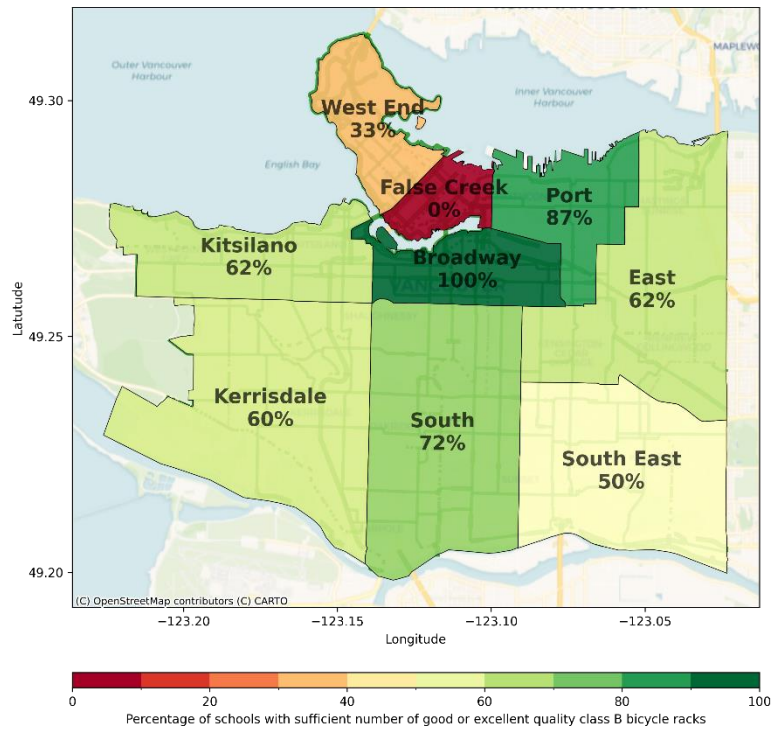 MAPLEWO
Outer Vancouver
Harbour
49.30
West End
33%
Inner Vancouver
Harbour
English Bay
False Creek
0%
Port
87%
Kitsilano
62%
Broadway
100%
VANCOUVER
East
62%
49.25
Latutude
Kerrisdale
60%
South
72%
South East
50%
49.20
(C) OpenStreetMap contributors (C) CARTO
−123.20 −123.15 −123.10 −123.05
Longitude
0 20 40 60 80 100
Percentage of schools with sufficient number of good or excellent quality class B bicycle racks